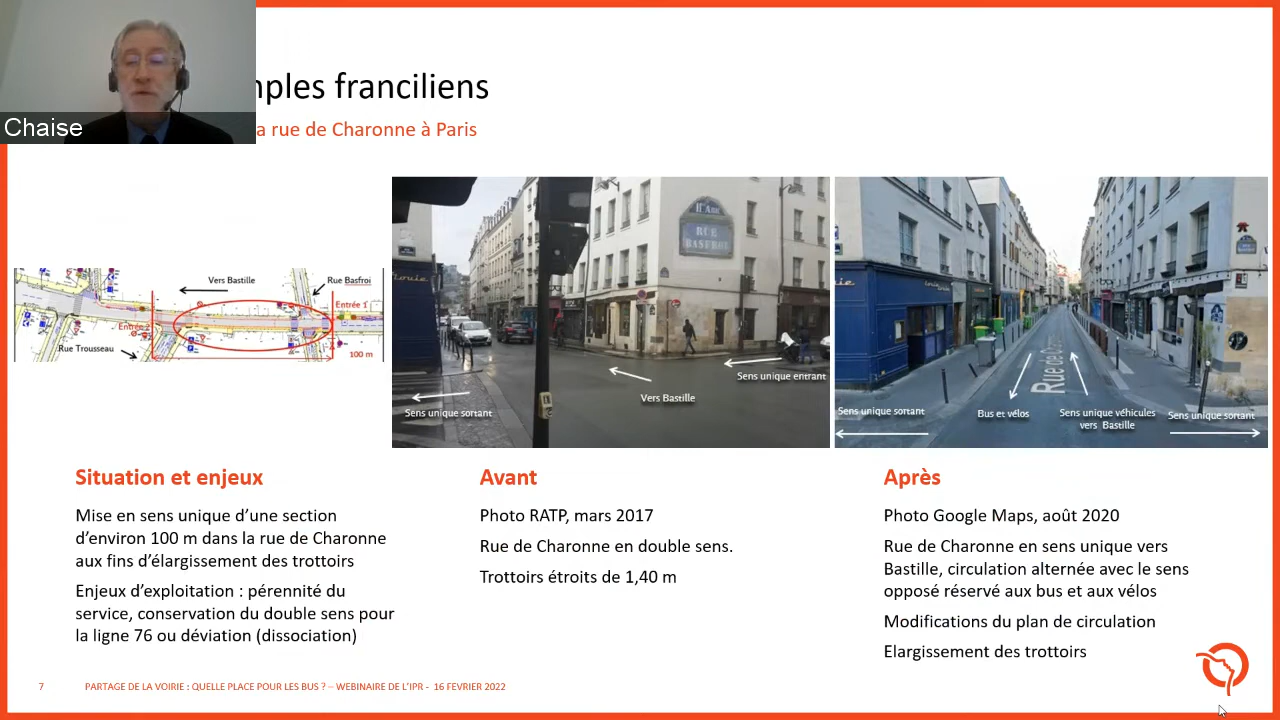 Chaise
mples franciliens
a rue de Charonne à Paris
Vers Bastille
Rue Basfroi
Entrée 1
Entrée 2
Rue Trousseau
100 m
11e Arrt
RUE
BASFROI
Sens unique entrant
Vers Bastille
Sens unique sortant
Rue de
Sens unique sortant
Bus et vélos
Sens unique véhicules
vers Bastille
Sens unique sortant
Situation et enjeux
Mise en sens unique d’une section
d’environ 100 m dans la rue de Charonne
aux fins d’élargissement des trottoirs
Enjeux d’exploitation : pérennité du
service, conservation du double sens pour
la ligne 76 ou déviation (dissociation)
Avant
Photo RATP, mars 2017
Rue de Charonne en double sens.
Trottoirs étroits de 1,40 m
Après
Photo Google Maps, août 2020
Rue de Charonne en sens unique vers
Bastille, circulation alternée avec le sens
opposé réservé aux bus et aux vélos
Modifications du plan de circulation
Elargissement des trottoirs
7
PARTAGE DE LA VOIRIE : QUELLE PLACE POUR LES BUS ? – WEBINAIRE DE L’IPR - 16 FEVRIER 2022